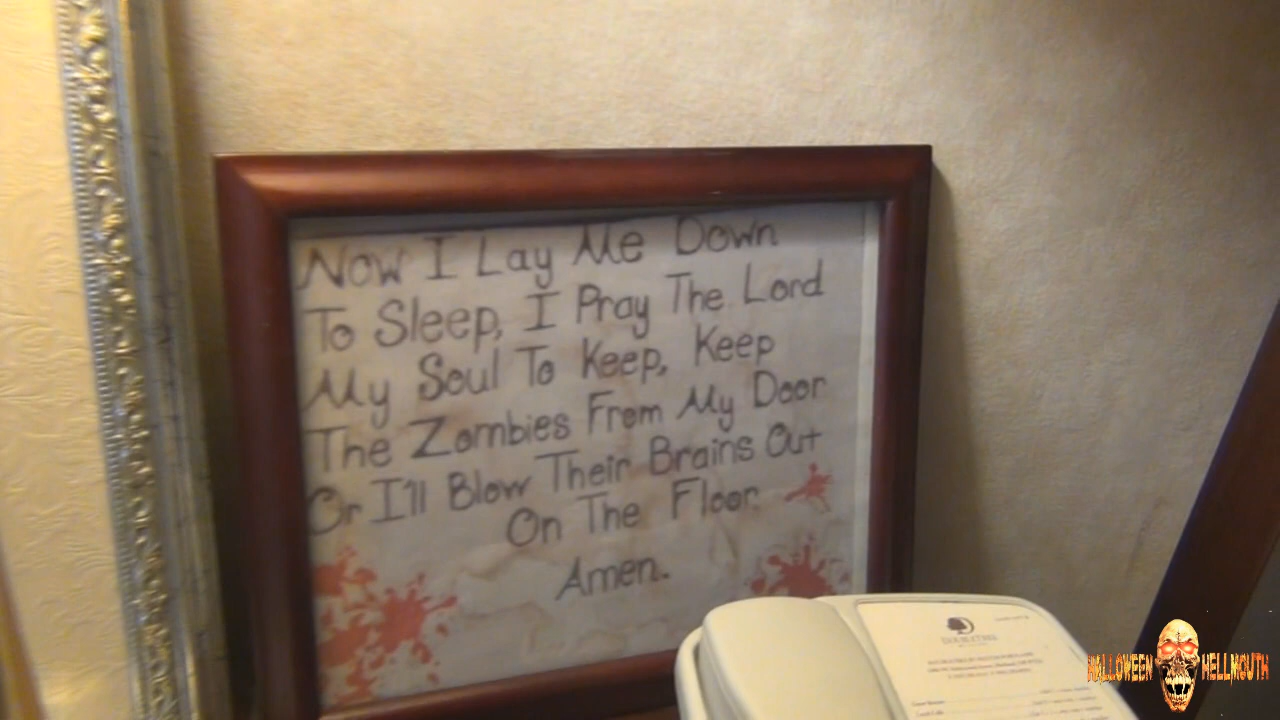 Now I Lay Me Down
To Sleep, I Pray The Lord
My Soul To Keep, Keep
The Zombies From My Door
Or I'll Blow Their Brains Out
On The Floor.
Amen.
DOUBLETREE
HALLOWEEN HELLMOUTH